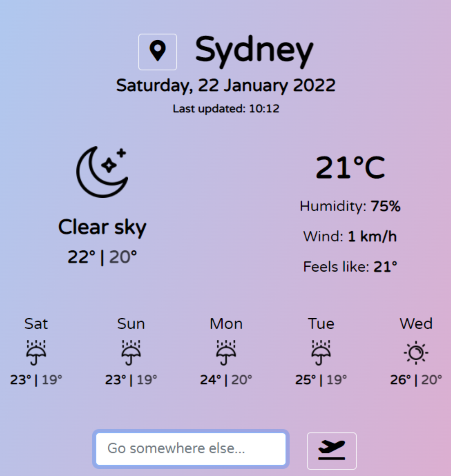 Sydney
Saturday, 22 January 2022
Last updated: 10:12
Clear sky
22° | 20°
21°C
Humidity: 75%
Wind: 1 km/h
Feels like: 21°
Sat Sun Mon Tue Wed
23° | 19° 23° | 19° 24° | 20° 25° | 19° 26° | 20°
Go somewhere else...